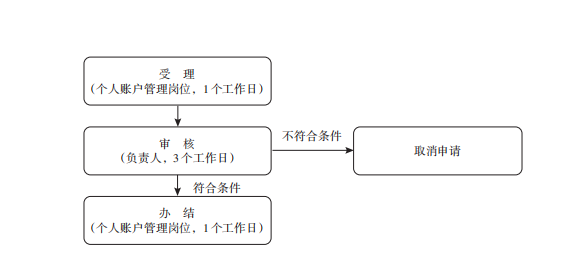 受　理
（个人账户管理岗位，1个工作日）
审　核
（负责人，3个工作日）
不符合条件
取消申请
符合条件
办　结
（个人账户管理岗位，1个工作日）